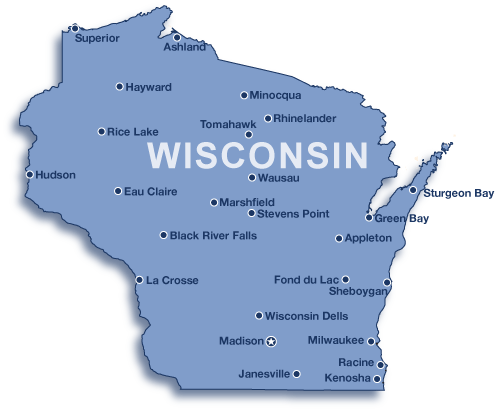 Superior
Ashland
Hayward
Minocqua
Rhinelander
Tomahawk
Rice Lake
WISCONSIN
Hudson
Wausau
Eau Claire
Sturgeon Bay
Marshfield
Stevens Point
Green Bay
Black River Falls
Appleton
La Crosse
Fond du Lac
Sheboygan
Wisconsin Dells
Madison
Milwaukee
Racine
Janesville
Kenosha